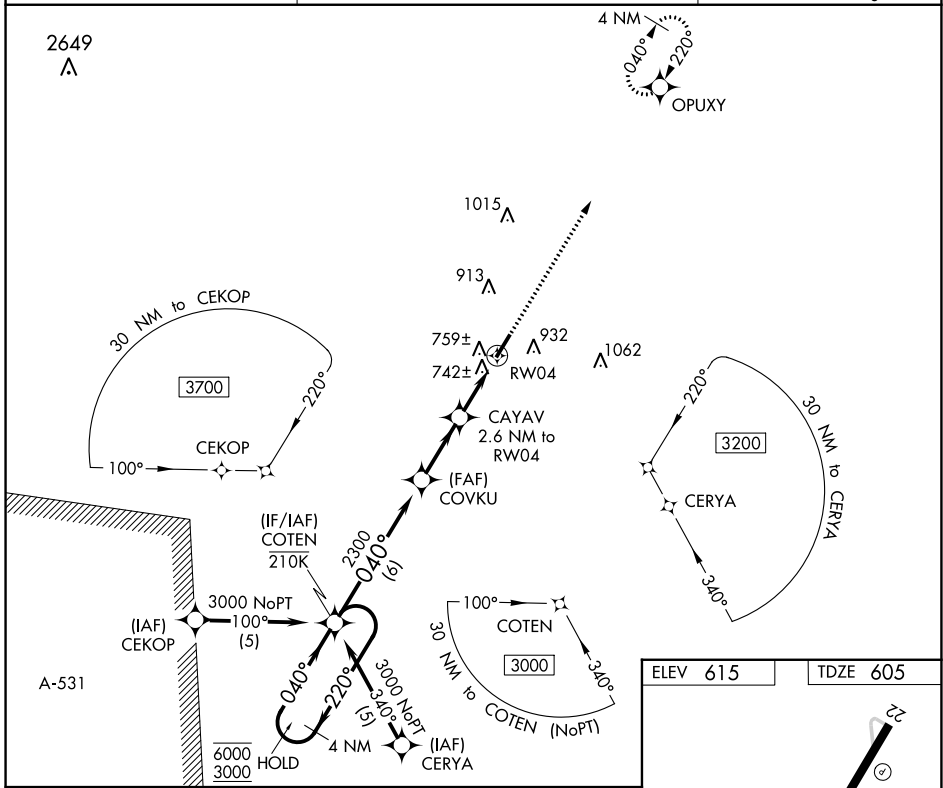 2649
4 NM
040°
220°
OPUXY
1015
913
759±
932
742±
1062
RW04
30 NM to CEKOP
3700
220°
CEKOP
100°
CAYAV
2.6 NM to
RW04
220°
30 NM to CERYA
3200
CERYA
340°
(FAF)
COVKU
(IF/IAF)
COTEN
210K
2300
040°
(6)
3000 NoPT
100°
(5)
(IAF)
CEKOP
100°
COTEN
3000
340°
30 NM to COTEN (NoPT)
A-531
040°
220°
3000 NoPT
340°
(5)
6000
3000
HOLD
4 NM
(IAF)
CERYA
ELEV 615
TDZE 605
22